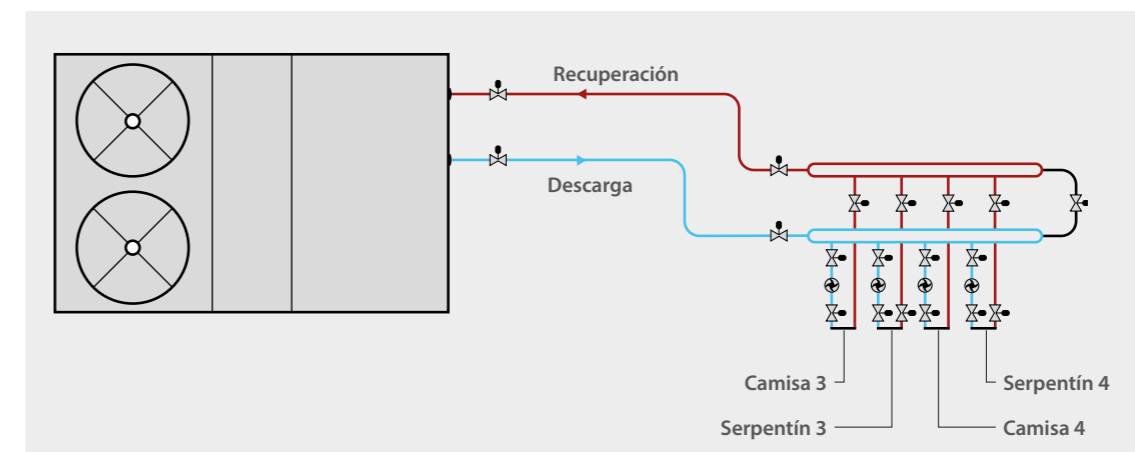 Recuperación
Descarga
Camisa 3
Serpentín 4
Serpentín 3
Camisa 4